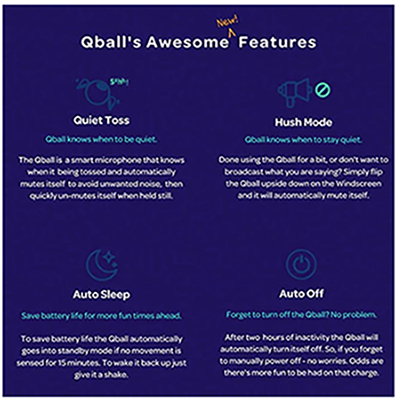 New!
Qball's Awesome Features
Shhh!
Quiet Toss
Qball knows when to be quiet.
The Qball is a smart microphone that knows
when it being tossed and automatically
mutes itself to avoid unwanted noise, then
quickly un-mutes itself when held still.
Hush Mode
Qball knows when to stay quiet.
Done using the Qball for a bit, or don't want to
broadcast what you are saying? Simply flip
the Qball upside down on the Windscreen
and it will automatically mute itself.
Auto Sleep
Save battery life for more fun times ahead.
To save battery life the Qball automatically
goes into standby mode if no movement is
sensed for 15 minutes. To wake it back up just
give it a shake.
Auto Off
Forget to turn off the Qball? No problem.
After two hours of inactivity the Qball will
automatically turn itself off. So, if you forget
to manually power off - no worries. Odds are
there's more fun to be had on that charge.